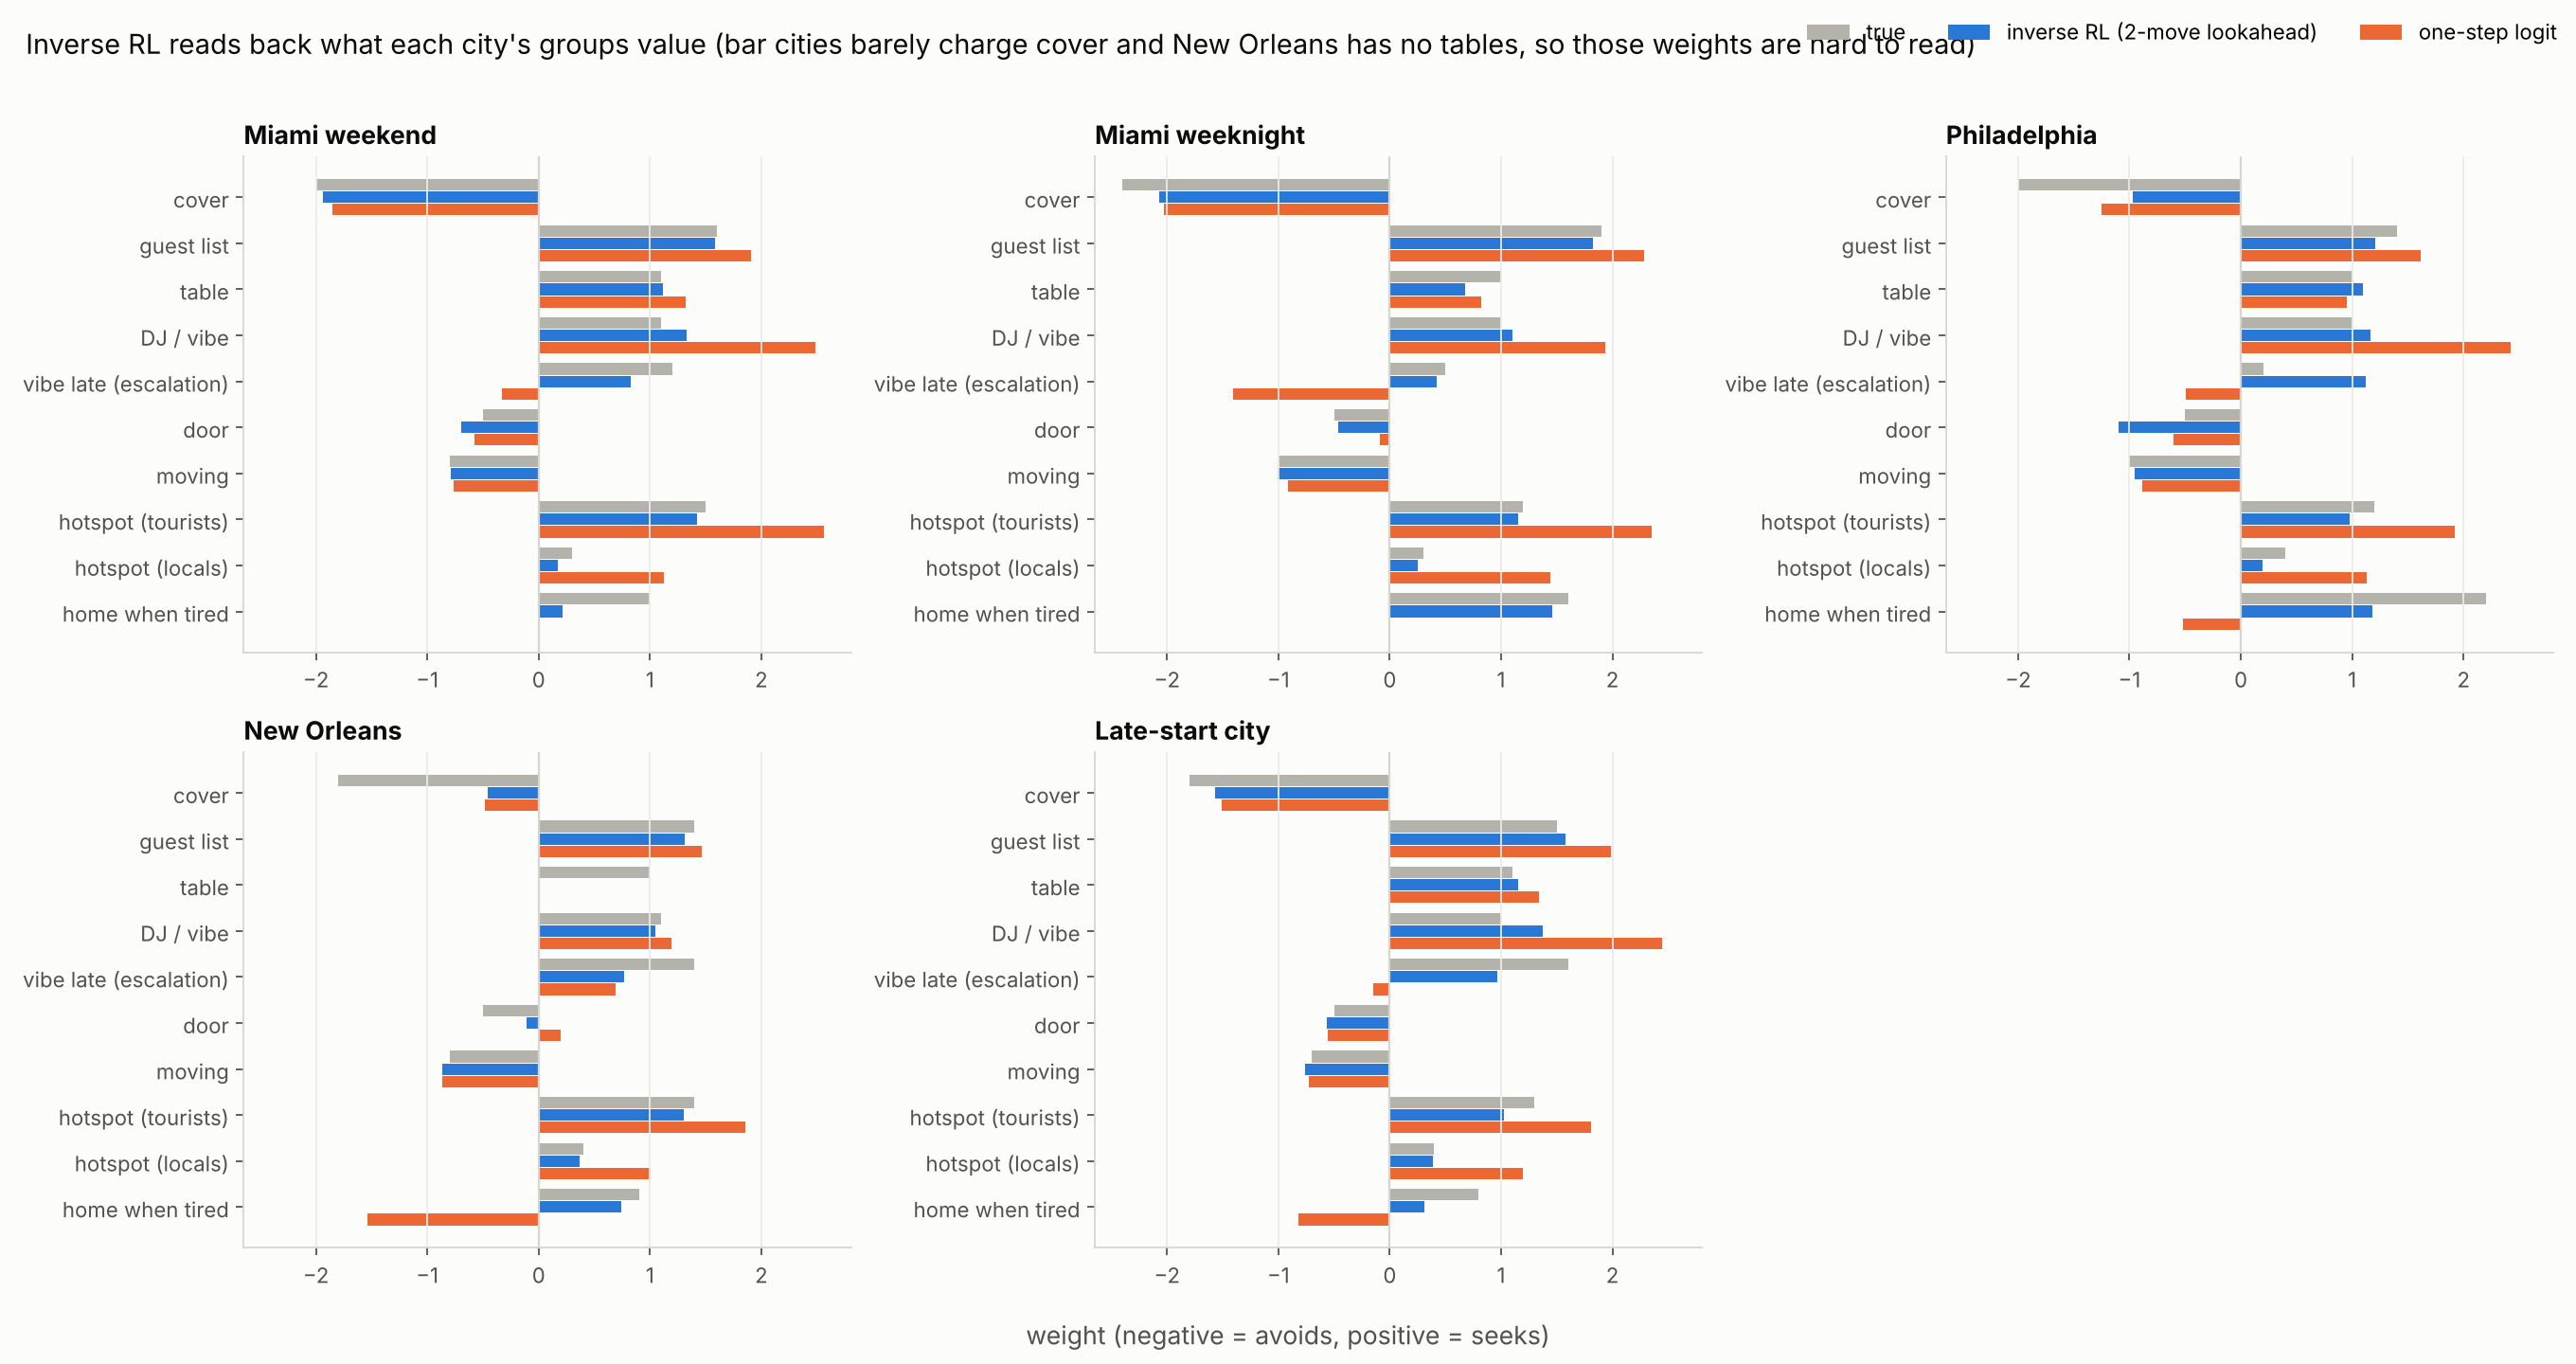 Inverse RL reads back what each city's groups value (bar cities barely charge cover and New Orleans has no tables, so those weights are hard to read)
true
inverse RL (2-move lookahead)
one-step logit
Miami weekend
cover
guest list
table
DJ / vibe
vibe late (escalation)
door
moving
hotspot (tourists)
hotspot (locals)
home when tired
−2 −1 0 1 2
Miami weeknight
cover
guest list
table
DJ / vibe
vibe late (escalation)
door
moving
hotspot (tourists)
hotspot (locals)
home when tired
−2 −1 0 1 2
Philadelphia
cover
guest list
table
DJ / vibe
vibe late (escalation)
door
moving
hotspot (tourists)
hotspot (locals)
home when tired
−2 −1 0 1 2
New Orleans
cover
guest list
table
DJ / vibe
vibe late (escalation)
door
moving
hotspot (tourists)
hotspot (locals)
home when tired
−2 −1 0 1 2
Late-start city
cover
guest list
table
DJ / vibe
vibe late (escalation)
door
moving
hotspot (tourists)
hotspot (locals)
home when tired
−2 −1 0 1 2
weight (negative = avoids, positive = seeks)